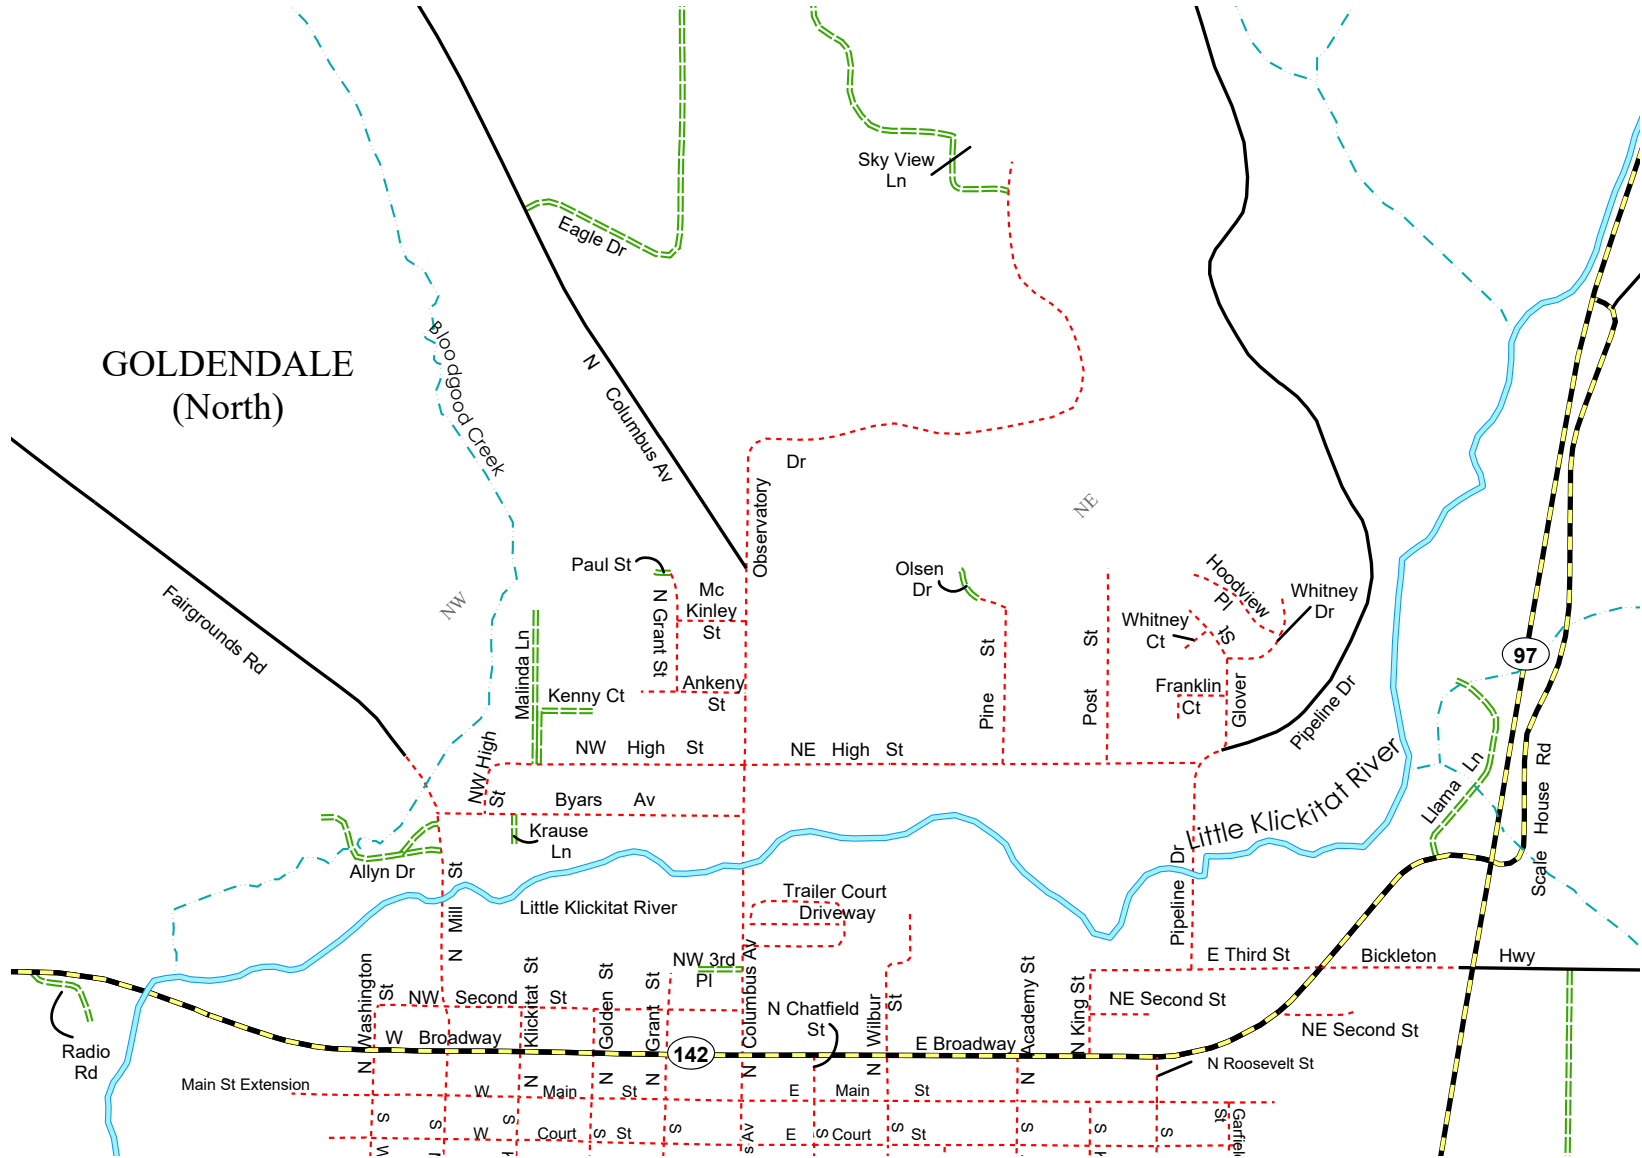 Sky View
Ln
Eagle Dr
GOLDENDALE
(North)
Bloodgood Creek
N Columbus Av
Dr
Observatory
NE
NW
Fairgrounds Rd
Paul St
Mc
Kinley
St
N Grant St
Ankeny
St
Malinda Ln
Kenny Ct
Olsen
Dr
Pine St
Post St
Hoodview
Pl
Whitney
Dr
Whitney
Ct
Glover
St
Franklin
Ct
Pipeline Dr
97
NW High St
NE High St
NW High
St
Byars Av
Krause
Ln
Allyn Dr
N Mill St
Little Klickitat River
Little Klickitat River
Llama Ln
Scale House Rd
Trailer Court
Driveway
Pipeline Dr
E Third St
Bickleton Hwy
NW 3rd
Pl
N Columbus Av
N Washington
St
NW Second St
N Klickitat St
N Golden St
N Grant St
N Chatfield
St
N Wilbur
St
N Academy St
N King St
NE Second St
NE Second St
Radio
Rd
W Broadway
142
E Broadway
N Roosevelt St
Main St Extension
W Main St
E Main St
W Court St
E Court St
S
S
S
S
S
S
S
S
S
S
W
s Av
St